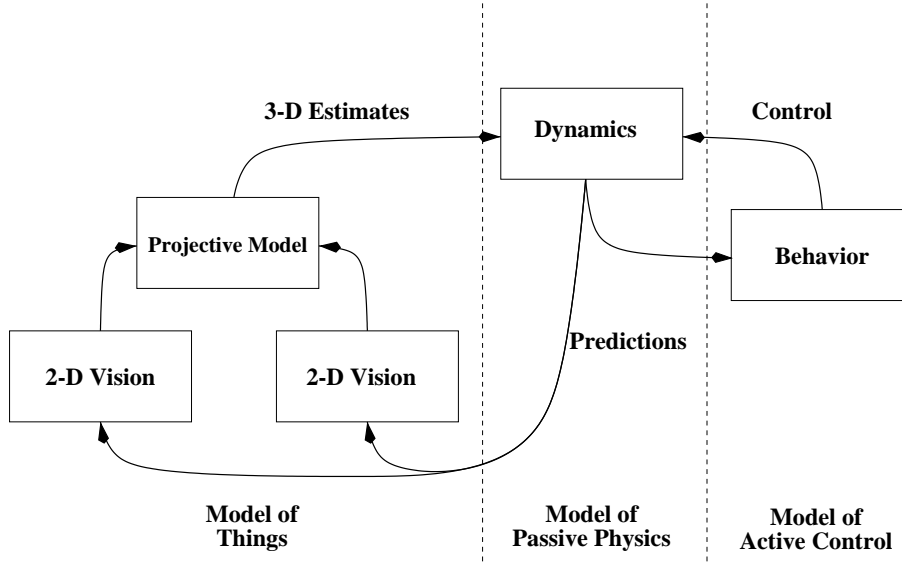 3-D Estimates
Dynamics
Control
Projective Model
Behavior
2-D Vision
2-D Vision
Predictions
Model of
Things
Model of
Passive Physics
Model of
Active Control